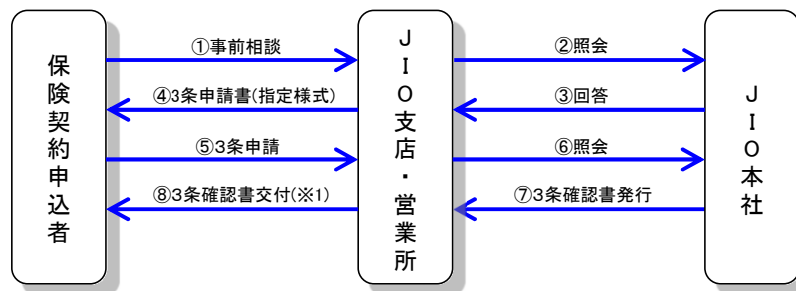 保険契約申込者
①事前相談
④3条申請書(指定様式)
⑤3条申請
⑧3条確認書交付(※1)
JIO支店・営業所
②照会
③回答
⑥照会
⑦3条確認書発行
JIO本社